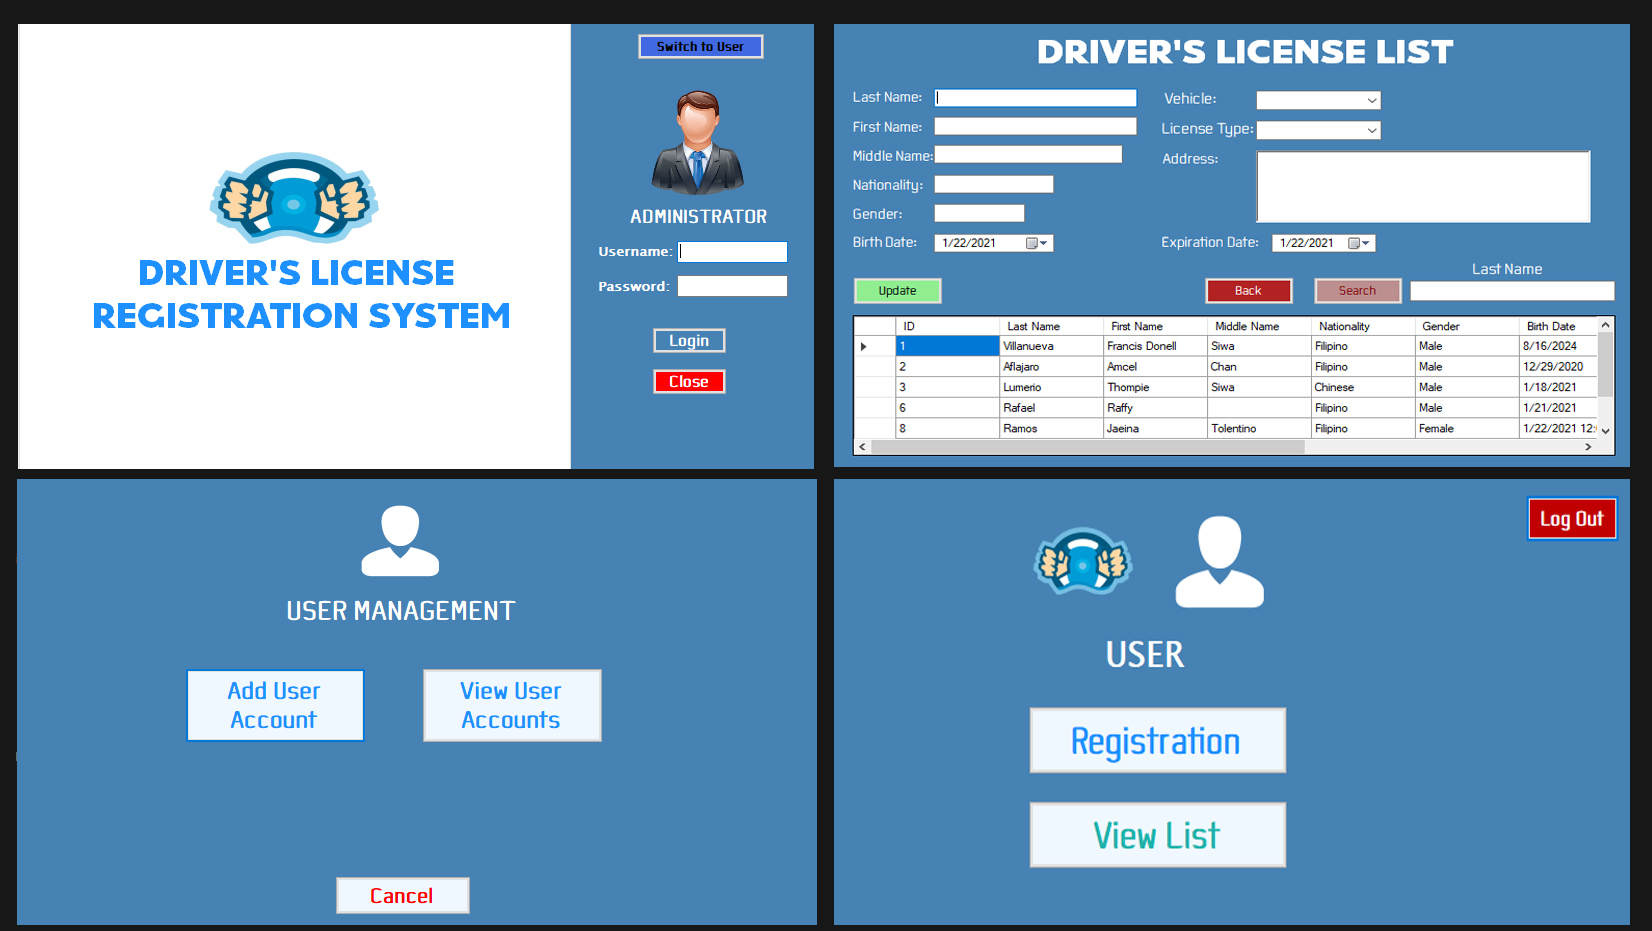 Switch to User
ADMINISTRATOR
Username:
Password:
Login
Close
DRIVER'S LICENSE
REGISTRATION SYSTEM
DRIVER'S LICENSE LIST
Last Name:
First Name:
Middle Name:
Nationality:
Gender:
Birth Date: 1/22/2021
Vehicle:
License Type:
Address:
Expiration Date: 1/22/2021
Last Name
Update Back Search
ID Last Name First Name Middle Name Nationality Gender Birth Date
1 Villanueva Francis Donell Siwa Filipino Male 8/16/2024
2 Aflajaro Amcel Chan Filipino Male 12/29/2020
3 Lumerio Thompie Siwa Chinese Male 1/18/2021
6 Rafael Raffy Filipino Male 1/21/2021
8 Ramos Jaeina Tolentino Filipino Female 1/22/2021 12:
USER MANAGEMENT
Add User
Account
View User
Accounts
Cancel
Log Out
USER
Registration
View List